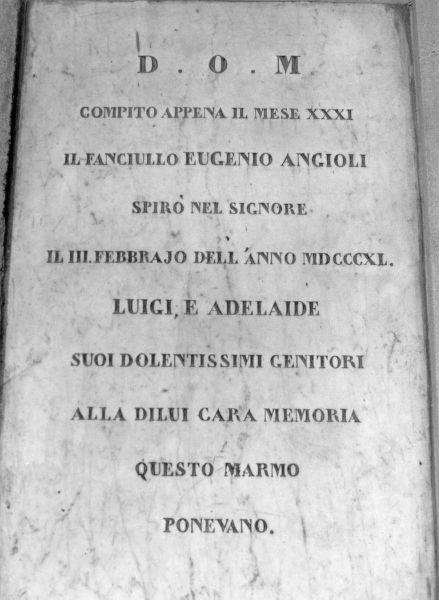 D . O . M
COMPITO APPENA IL MESE XXXI
IL FANCIULLO EUGENIO ANGIOLI
SPIRÒ NEL SIGNORE
IL III. FEBBRAJO DELL'ANNO MDCCCXL.
LUIGI, E ADELAIDE
SUOI DOLENTISSIMI GENITORI
ALLA DILUI CARA MEMORIA
QUESTO MARMO
PONEVANO.